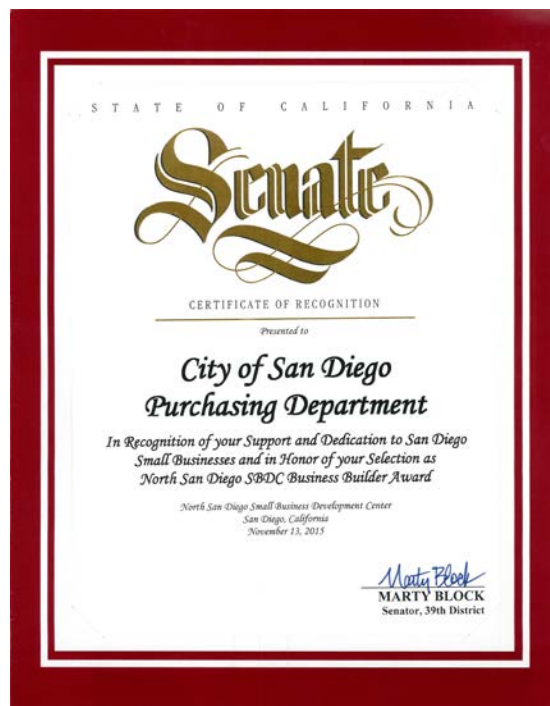 STATE OF CALIFORNIA
Senate
CERTIFICATE OF RECOGNITION
Presented to
City of San Diego
Purchasing Department
In Recognition of your Support and Dedication to San Diego
Small Businesses and in Honor of your Selection as
North San Diego SBDC Business Builder Award
North San Diego Small Business Development Center
San Diego, California
November 13, 2015
Marty Block
MARTY BLOCK
Senator, 39th District